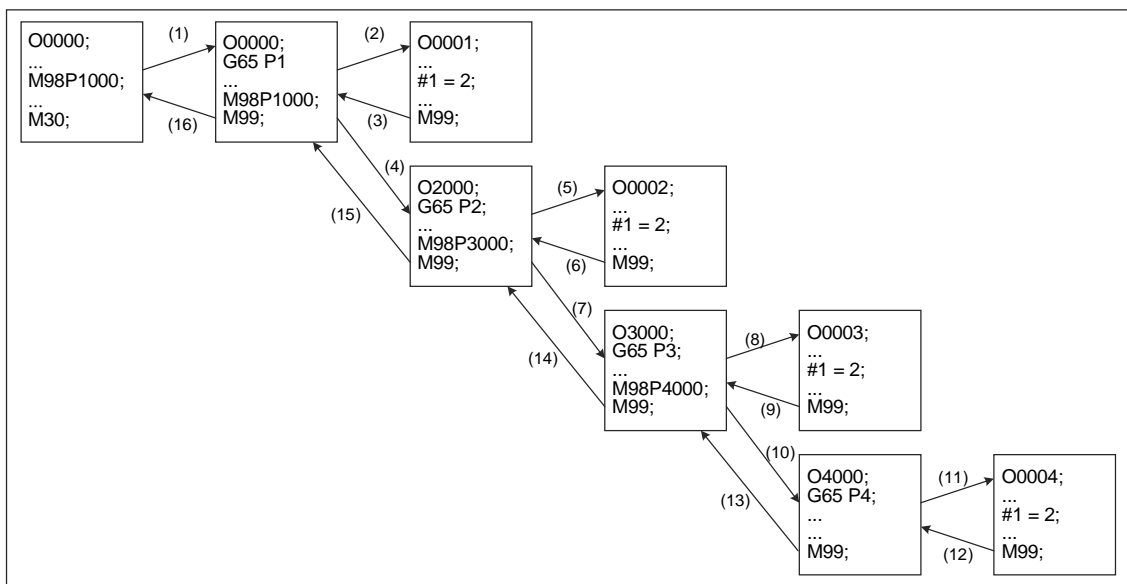 O0000;
...
M98P1000;
...
M30;
(1)
(16)
O0000;
G65 P1
...
M98P1000;
M99;
(2)
(3)
O0001;
...
#1 = 2;
...
M99;
(4)
(15)
O2000;
G65 P2;
...
M98P3000;
M99;
(5)
(6)
O0002;
...
#1 = 2;
...
M99;
(7)
(14)
O3000;
G65 P3;
...
M98P4000;
M99;
(8)
(9)
O0003;
...
#1 = 2;
...
M99;
(10)
(13)
O4000;
G65 P4;
...
...
M99;
(11)
(12)
O0004;
...
#1 = 2;
...
M99;